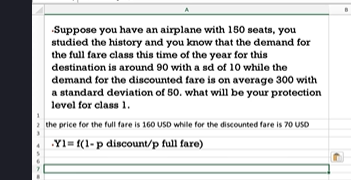 A
B
.Suppose you have an airplane with 150 seats, you
studied the history and you know that the demand for
the full fare class this time of the year for this
destination is around 90 with a sd of 10 while the
demand for the discounted fare is on average 300 with
a standard deviation of 50. what will be your protection
level for class 1.
1
2 the price for the full fare is 160 USD while for the discounted fare is 70 USD
3
4 .Y1= f(1- p discount/p full fare)
5
6
7
8